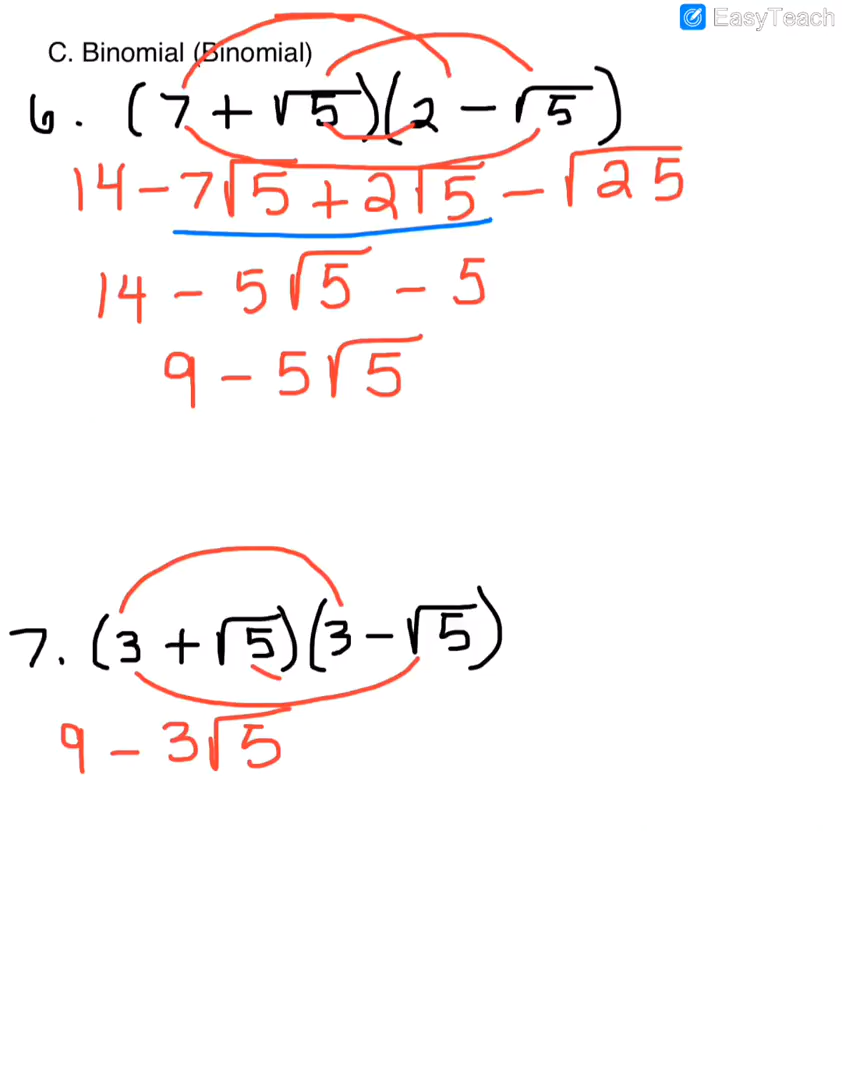 EasyTeach
C. Binomial (Binomial)
6. (7 + √5)(2 - √5)
14 - 7√5 + 2√5 - √25
14 - 5√5 - 5
9 - 5√5
7. (3 + √5)(3 - √5)
9 - 3√5